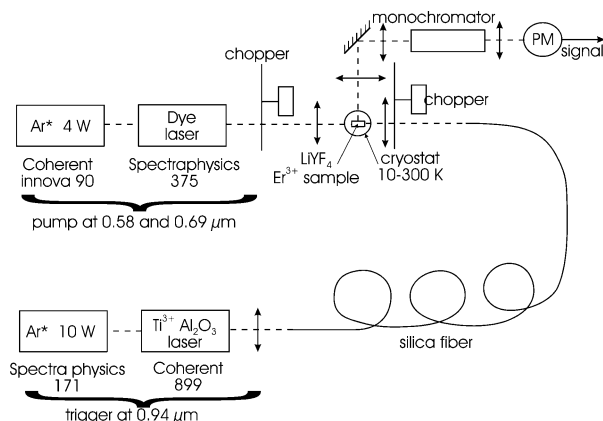 monochromator
PM
signal
chopper
chopper
Ar* 4 W
Dye
laser
LiYF₄
Er³⁺ sample
cryostat
10-300 K
Coherent
innova 90
Spectraphysics
375
pump at 0.58 and 0.69 μm
Ar* 10 W
Ti³⁺ Al₂O₃
laser
silica fiber
Spectra physics
171
Coherent
899
trigger at 0.94 μm